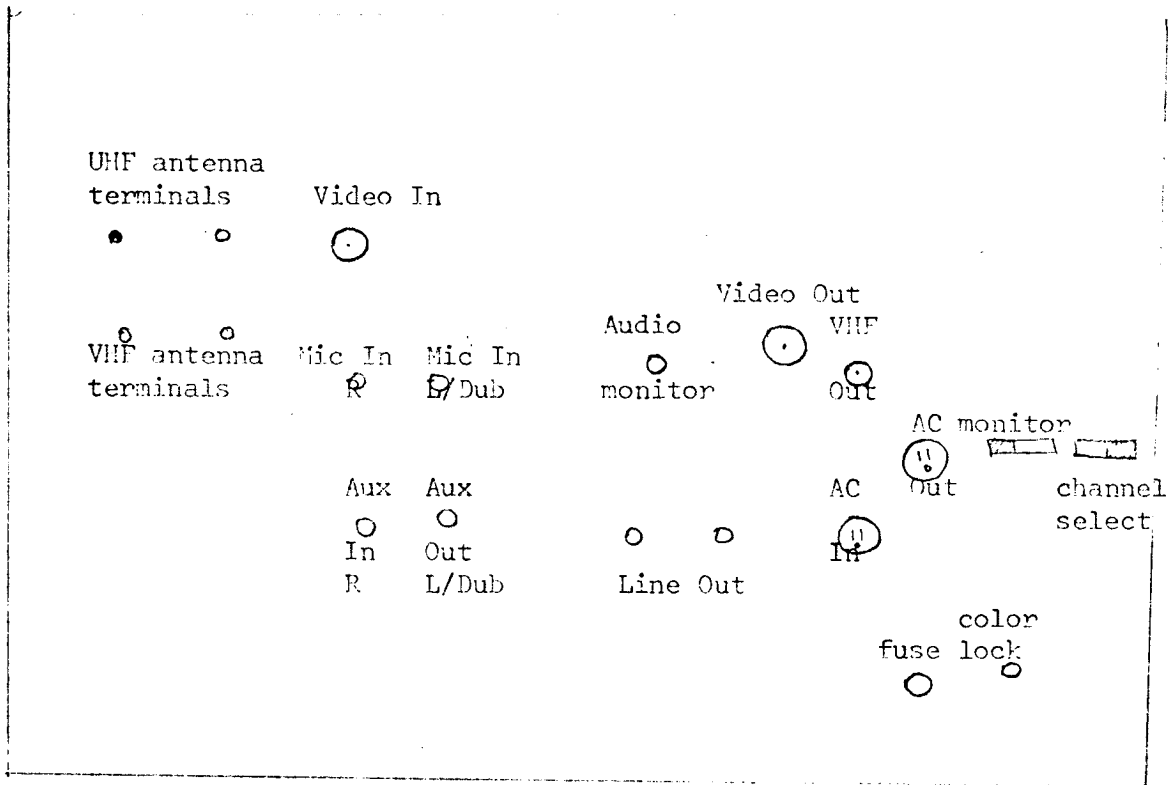 UHF antenna
terminals
Video In
VHF antenna
terminals
Mic In
R
Mic In
L/Dub
Audio
monitor
Video Out
VHF
Out
AC
Out
monitor
channel
select
Aux
In
R
Aux
Out
L/Dub
Line Out
AC
In
fuse
color
lock